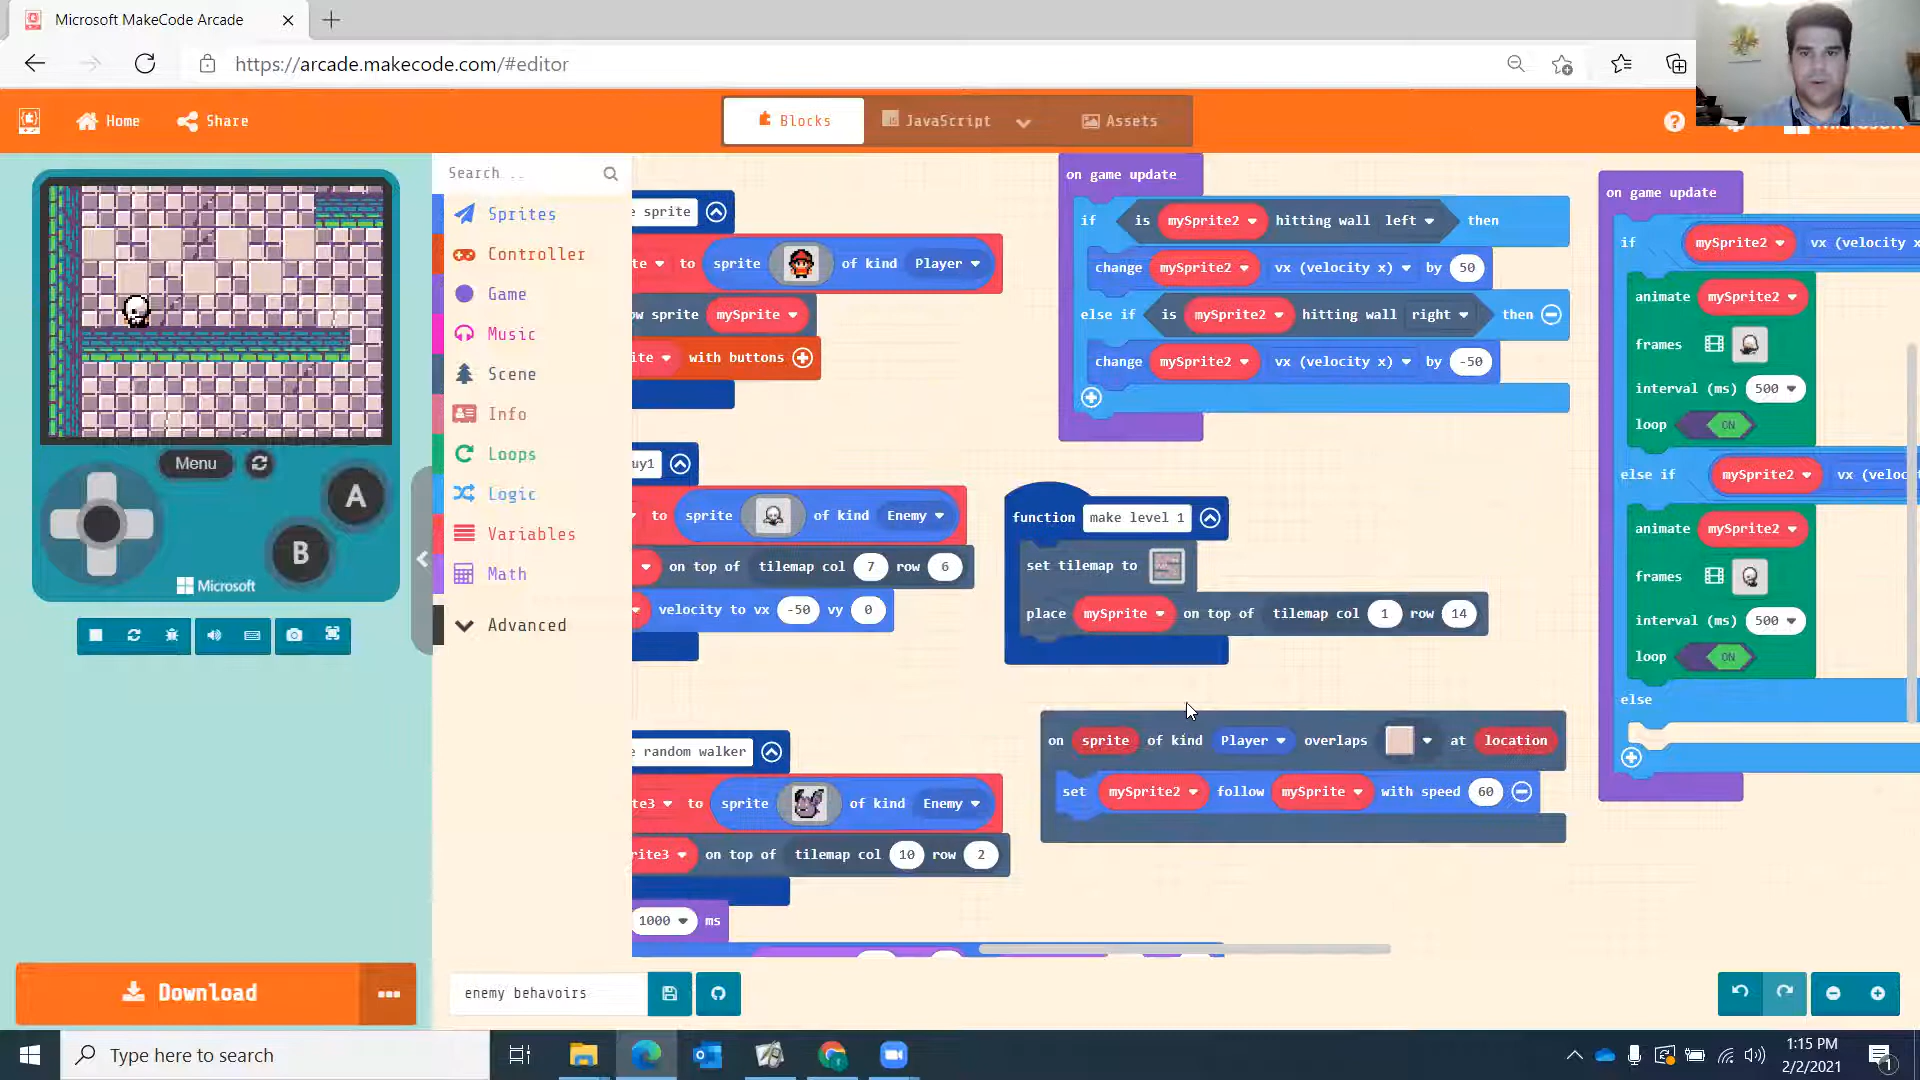 Microsoft MakeCode Arcade
https://arcade.makecode.com/#editor
Home
Share
Blocks
JavaScript
Assets
?
Menu
A
B
Microsoft
Download
Search...
Sprites
Controller
Game
Music
Scene
Info
Loops
Logic
Variables
Math
Advanced
e sprite
te to sprite of kind Player
ow sprite mySprite
ite with buttons
uy1
to sprite of kind Enemy
on top of tilemap col 7 row 6
velocity to vx -50 vy 0
e random walker
te3 to sprite of kind Enemy
rite3 on top of tilemap col 10 row 2
1000 ms
on game update
if is mySprite2 hitting wall left then
change mySprite2 vx (velocity x) by 50
else if is mySprite2 hitting wall right then
change mySprite2 vx (velocity x) by -50
function make level 1
set tilemap to
place mySprite on top of tilemap col 1 row 14
on sprite of kind Player overlaps at location
set mySprite2 follow mySprite with speed 60
on game update
if mySprite2 vx (velocity x
animate mySprite2
frames
interval (ms) 500
loop ON
else if mySprite2 vx (veloc
animate mySprite2
frames
interval (ms) 500
loop ON
else
enemy behavoirs
Type here to search
1:15 PM
2/2/2021
1